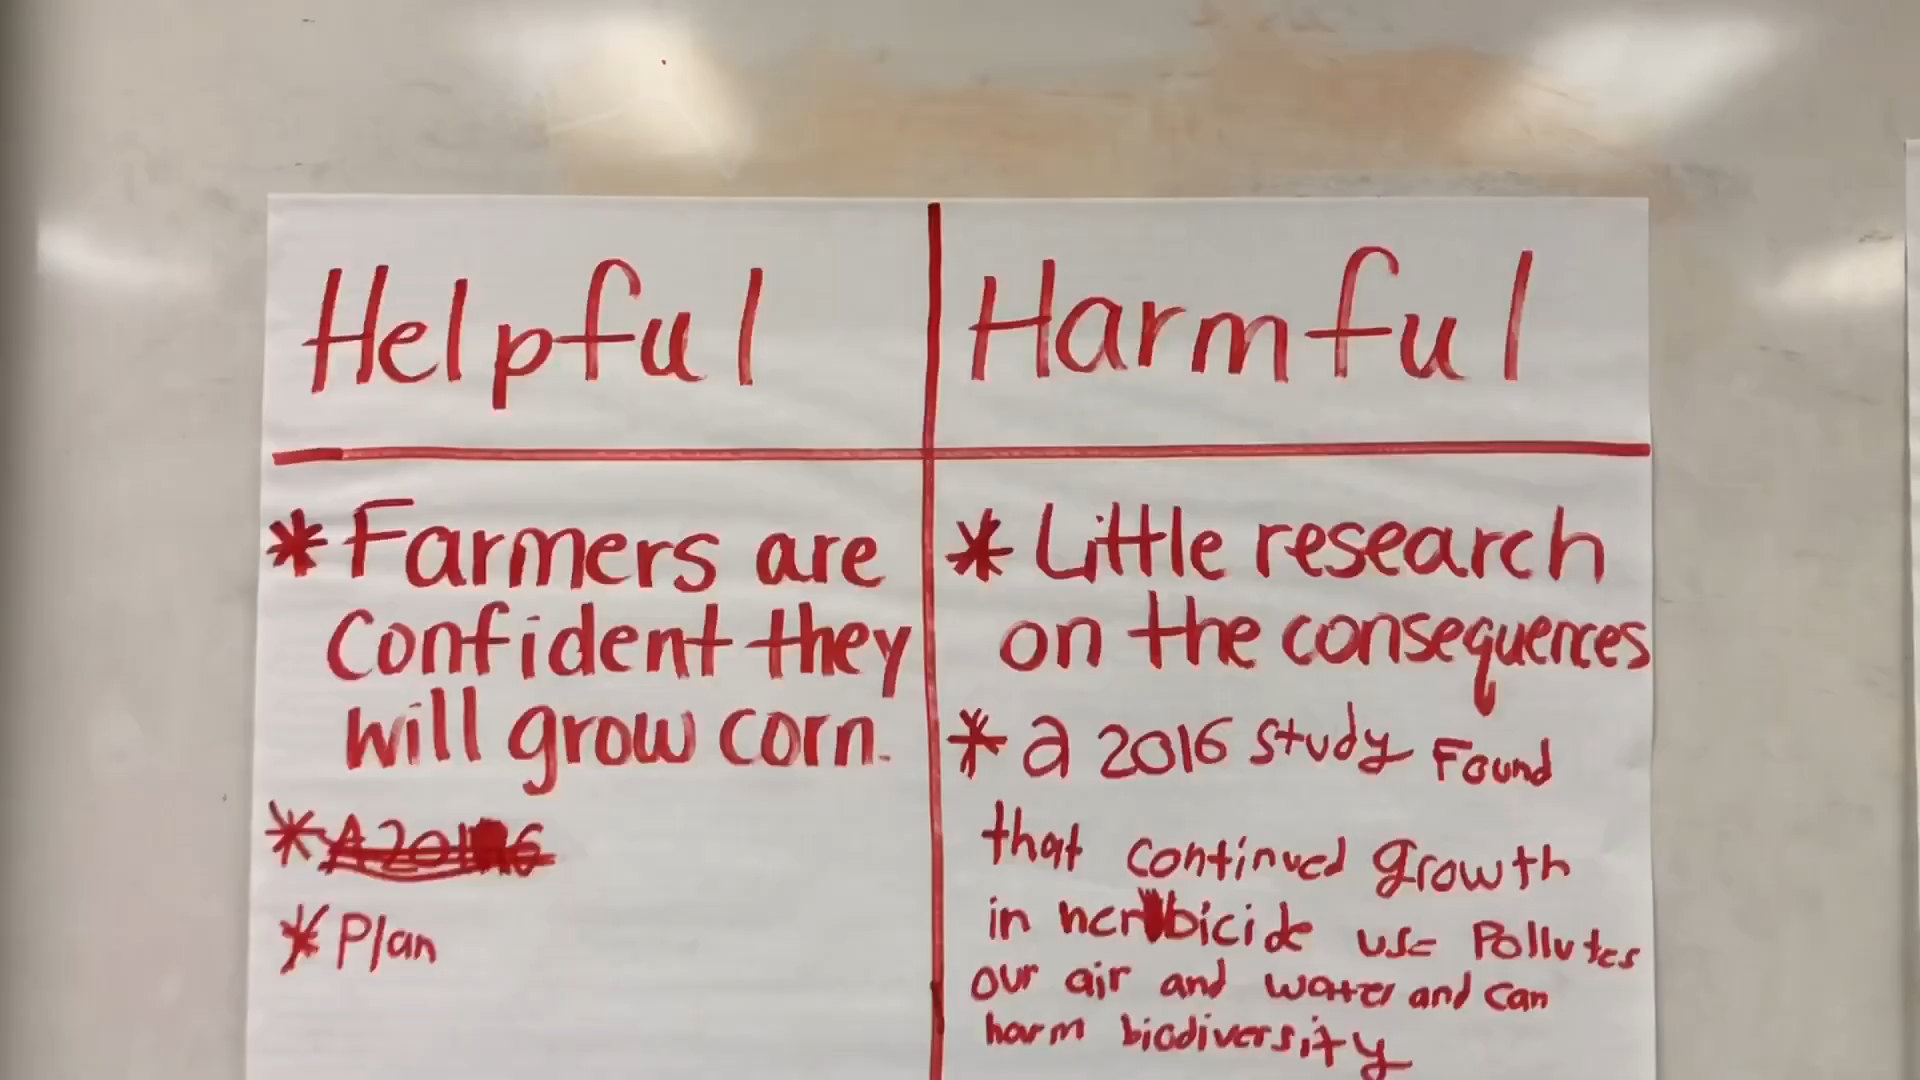 Helpful
Harmful
* Farmers are
confident they
will grow corn.
* A 2016
* Plan
* Little research
on the consequences
* a 2016 study Found
that continued growth
in herbicide use Pollutes
our air and water and can
harm biodiversity